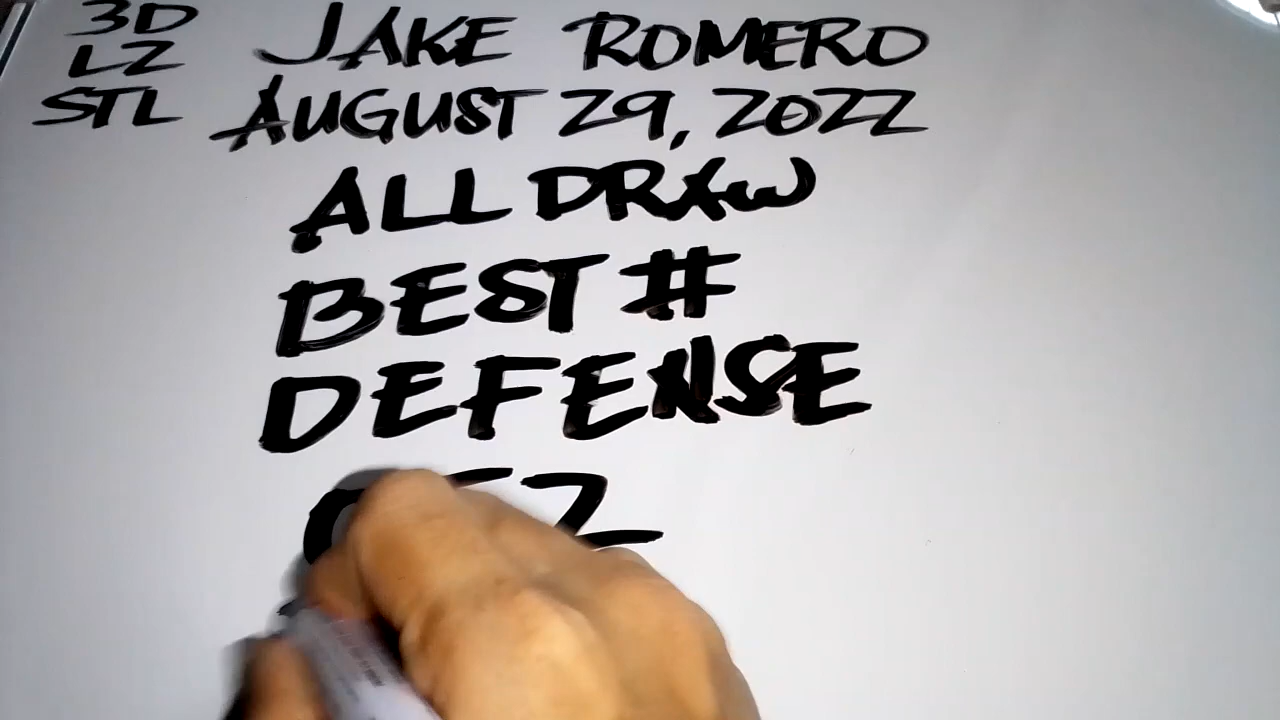 3D JAKE ROMERO
LZ
STL AUGUST 29, 2022
ALL DRAW
BEST #
DEFENSE